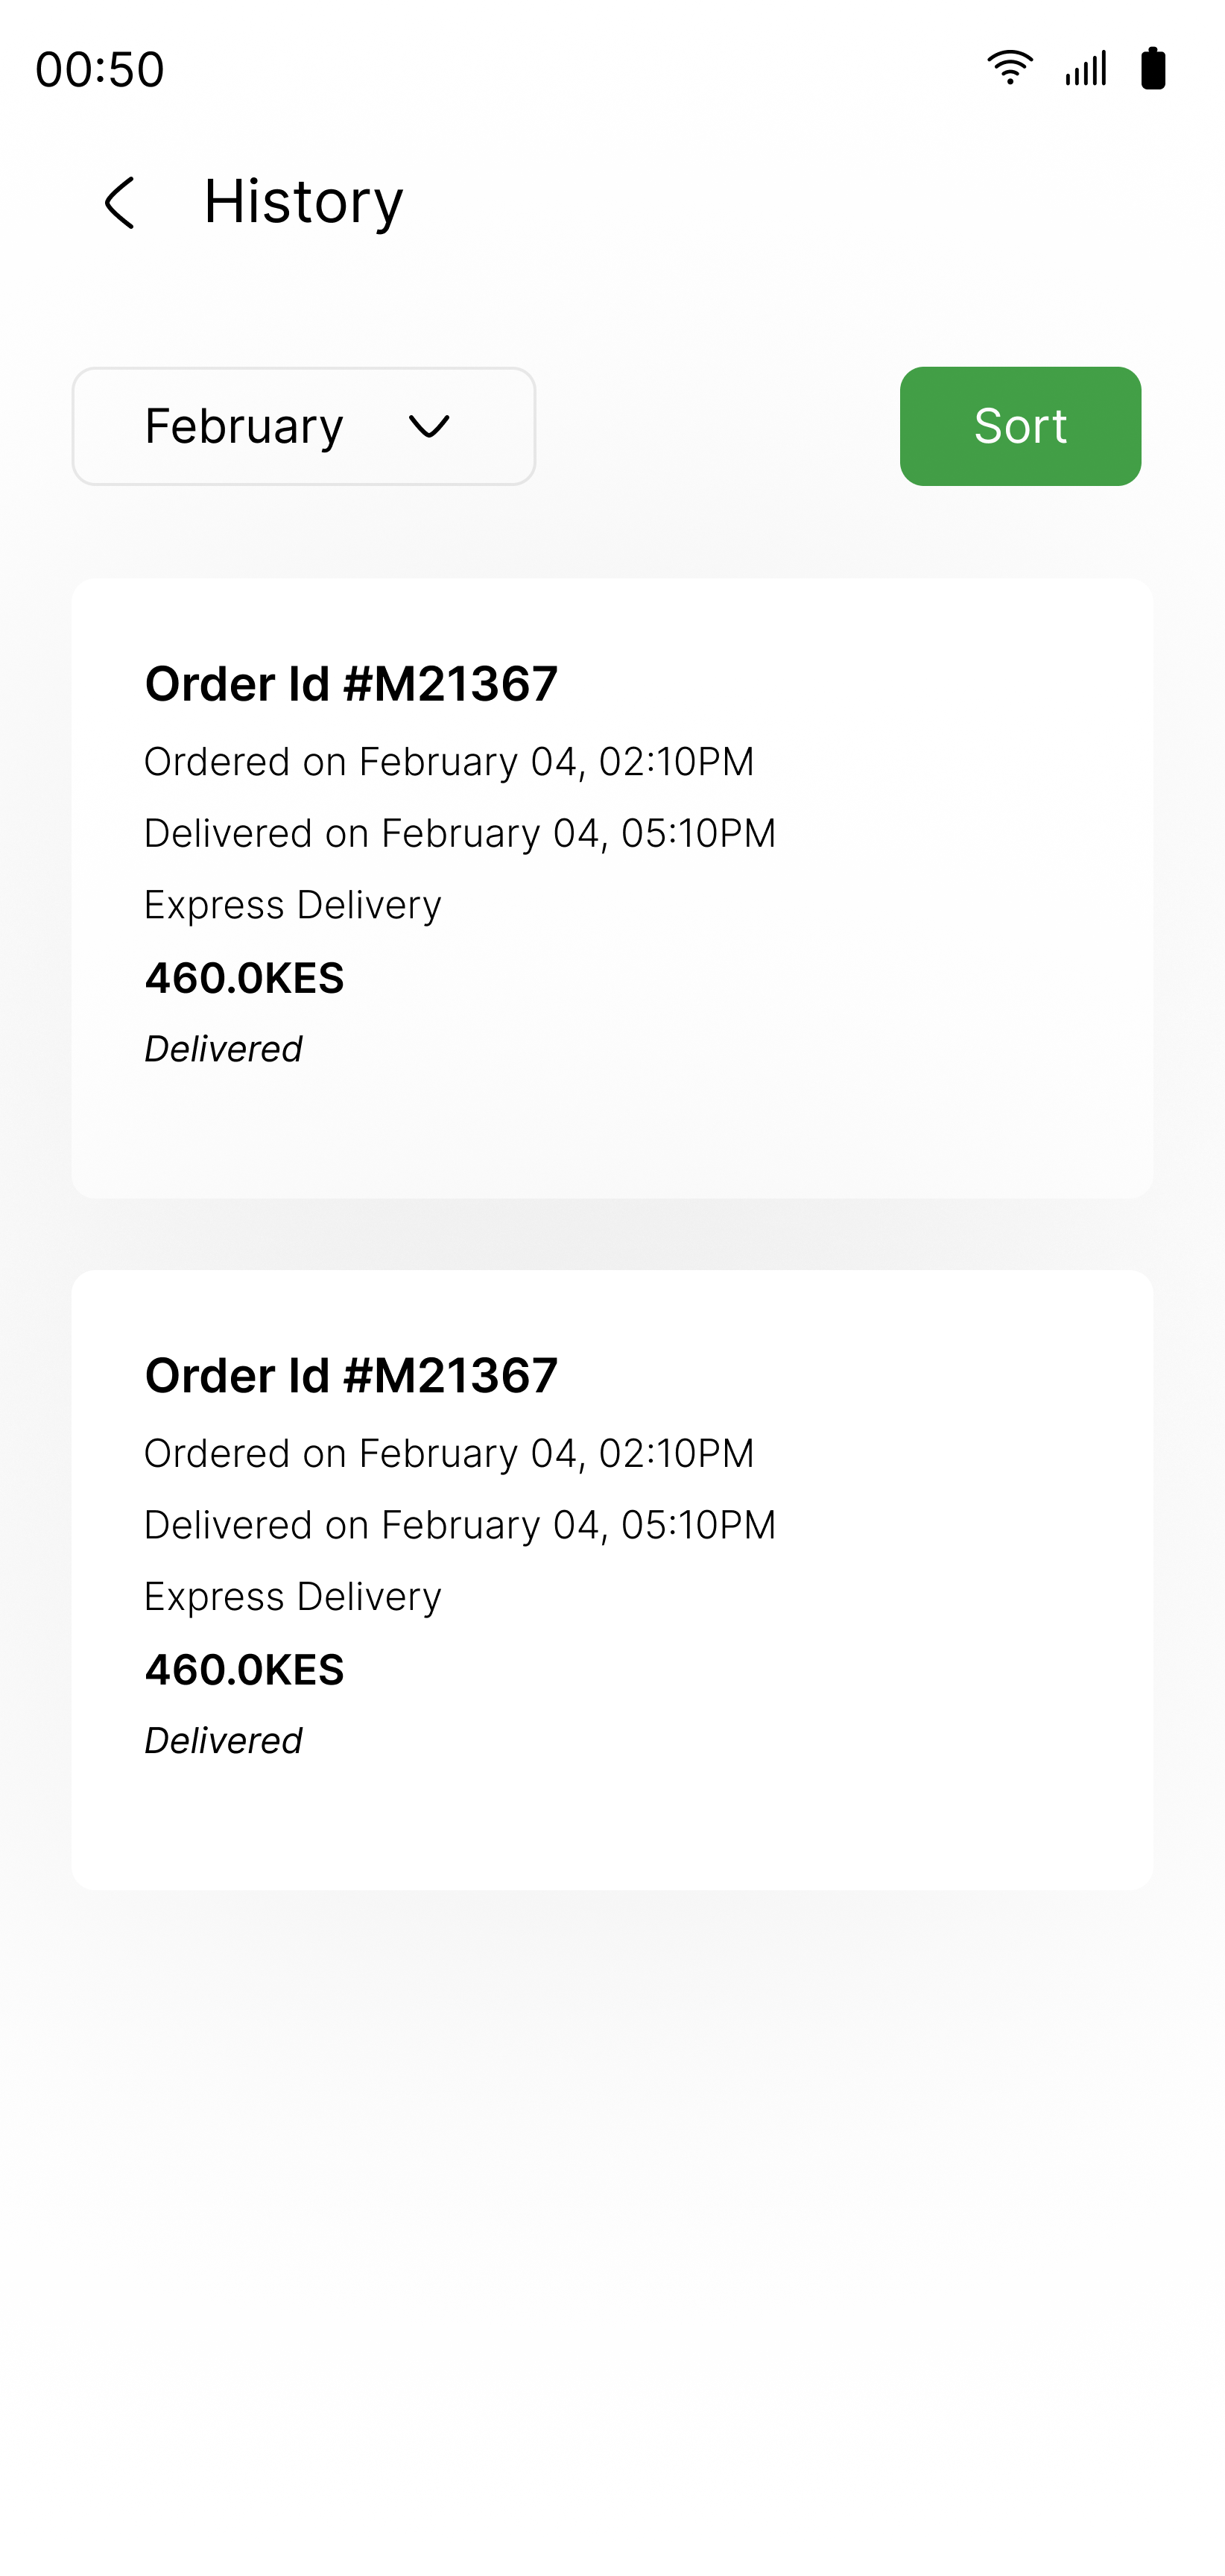 00:50
History
February
Sort
Order Id #M21367
Ordered on February 04, 02:10PM
Delivered on February 04, 05:10PM
Express Delivery
460.0KES
Delivered
Order Id #M21367
Ordered on February 04, 02:10PM
Delivered on February 04, 05:10PM
Express Delivery
460.0KES
Delivered